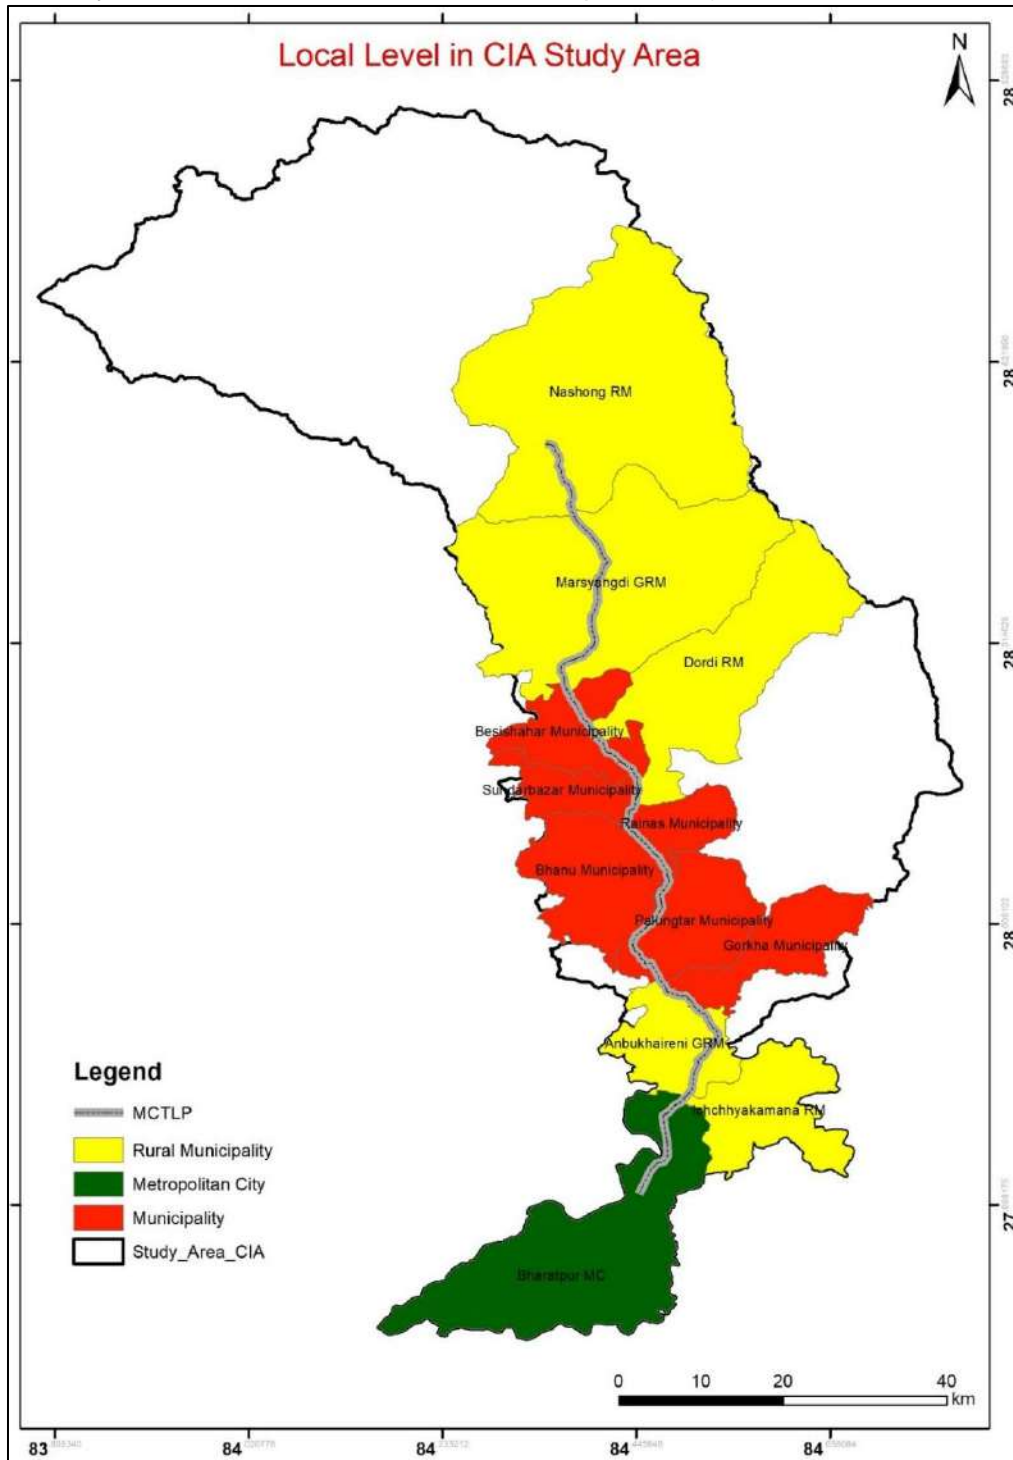 Local Level in CIA Study Area
N
Nashong RM
Marsyangdi GRM
Dordi RM
Besishahar Municipality
Sundarbazar Municipality
Rainas Municipality
Bhanu Municipality
Palungtar Municipality
Gorkha Municipality
Anbukhaireni GRM
Ichchhyakamana RM
Bharatpur MC
Legend
MCTLP
Rural Municipality
Metropolitan City
Municipality
Study_Area_CIA
0 10 20 40
km
83
84
84
84
84
28
28
28
28
27